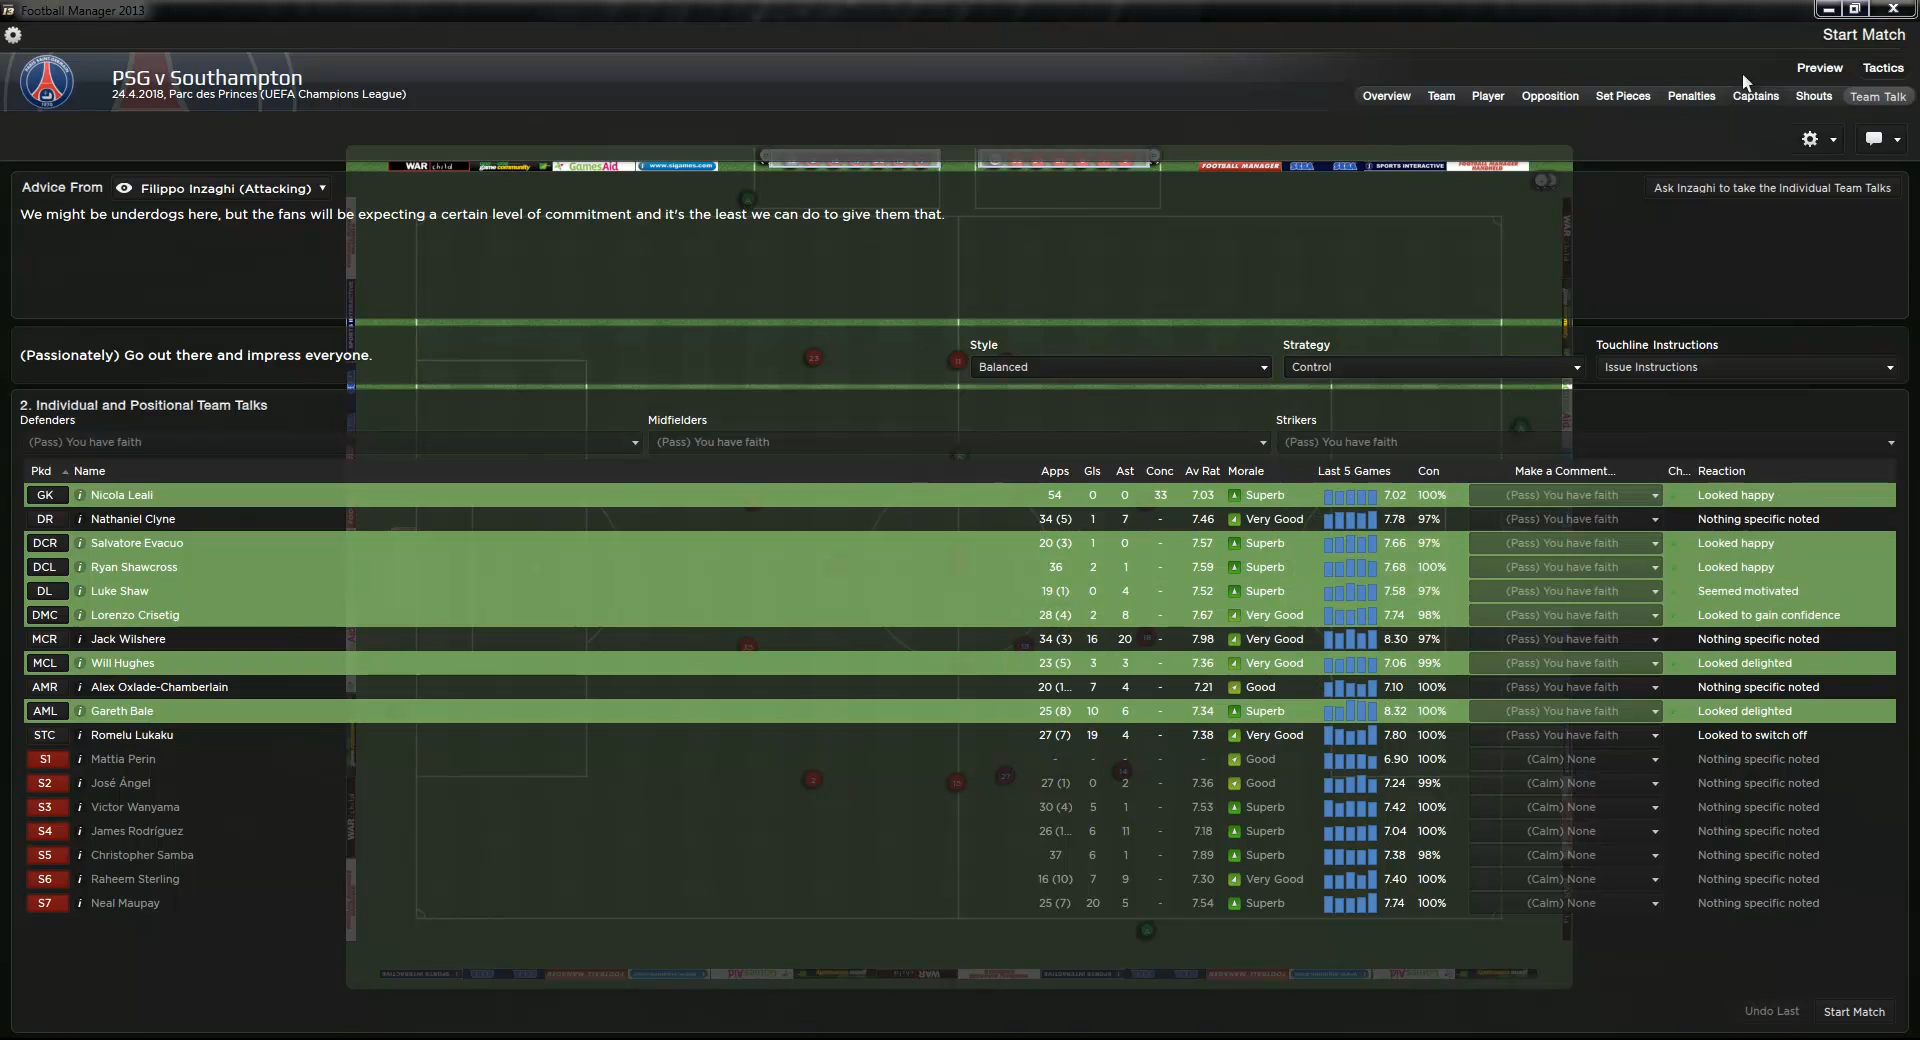 Football Manager 2013
Start Match
PSG v Southampton
24.4.2018, Parc des Princes (UEFA Champions League)
Preview Tactics
Overview Team Player Opposition Set Pieces Penalties Captains Shouts Team Talk
WAR child game community GamesAid www.sigames.com FOOTBALL MANAGER SEGA SPORTS INTERACTIVE FOOTBALL MANAGER HANDHELD
Advice From Filippo Inzaghi (Attacking)
Ask Inzaghi to take the Individual Team Talks
We might be underdogs here, but the fans will be expecting a certain level of commitment and it's the least we can do to give them that.
(Passionately) Go out there and impress everyone.
Style Strategy Touchline Instructions
Balanced Control Issue Instructions
2. Individual and Positional Team Talks
Defenders Midfielders Strikers
(Pass) You have faith (Pass) You have faith (Pass) You have faith
Pkd Name Apps Gls Ast Conc Av Rat Morale Last 5 Games Con Make a Comment... Ch... Reaction
GK i Nicola Leali 54 0 0 33 7.03 Superb 7.02 100% (Pass) You have faith Looked happy
DR i Nathaniel Clyne 34 (5) 1 7 - 7.46 Very Good 7.78 97% (Pass) You have faith Nothing specific noted
DCR i Salvatore Evacuo 20 (3) 1 0 - 7.57 Superb 7.66 97% (Pass) You have faith Looked happy
DCL i Ryan Shawcross 36 2 1 - 7.59 Superb 7.68 100% (Pass) You have faith Looked happy
DL i Luke Shaw 19 (1) 0 4 - 7.52 Superb 7.58 97% (Pass) You have faith Seemed motivated
DMC i Lorenzo Crisetig 28 (4) 2 8 - 7.67 Very Good 7.74 98% (Pass) You have faith Looked to gain confidence
MCR i Jack Wilshere 34 (3) 16 20 - 7.98 Very Good 8.30 97% (Pass) You have faith Nothing specific noted
MCL i Will Hughes 23 (5) 3 3 - 7.36 Very Good 7.06 99% (Pass) You have faith Looked delighted
AMR i Alex Oxlade-Chamberlain 20 (1... 7 4 - 7.21 Good 7.10 100% (Pass) You have faith Nothing specific noted
AML i Gareth Bale 25 (8) 10 6 - 7.34 Superb 8.32 100% (Pass) You have faith Looked delighted
STC i Romelu Lukaku 27 (7) 19 4 - 7.38 Very Good 7.80 100% (Pass) You have faith Looked to switch off
S1 i Mattia Perin - - - - - Good 6.90 100% (Calm) None Nothing specific noted
S2 i José Ángel 27 (1) 0 2 - 7.36 Good 7.24 99% (Calm) None Nothing specific noted
S3 i Victor Wanyama 30 (4) 5 1 - 7.53 Superb 7.42 100% (Calm) None Nothing specific noted
S4 i James Rodríguez 26 (1... 6 11 - 7.18 Superb 7.04 100% (Calm) None Nothing specific noted
S5 i Christopher Samba 37 6 1 - 7.89 Superb 7.38 98% (Calm) None Nothing specific noted
S6 i Raheem Sterling 16 (10) 7 9 - 7.30 Very Good 7.40 100% (Calm) None Nothing specific noted
S7 i Neal Maupay 25 (7) 20 5 - 7.54 Superb 7.74 100% (Calm) None Nothing specific noted
Undo Last Start Match